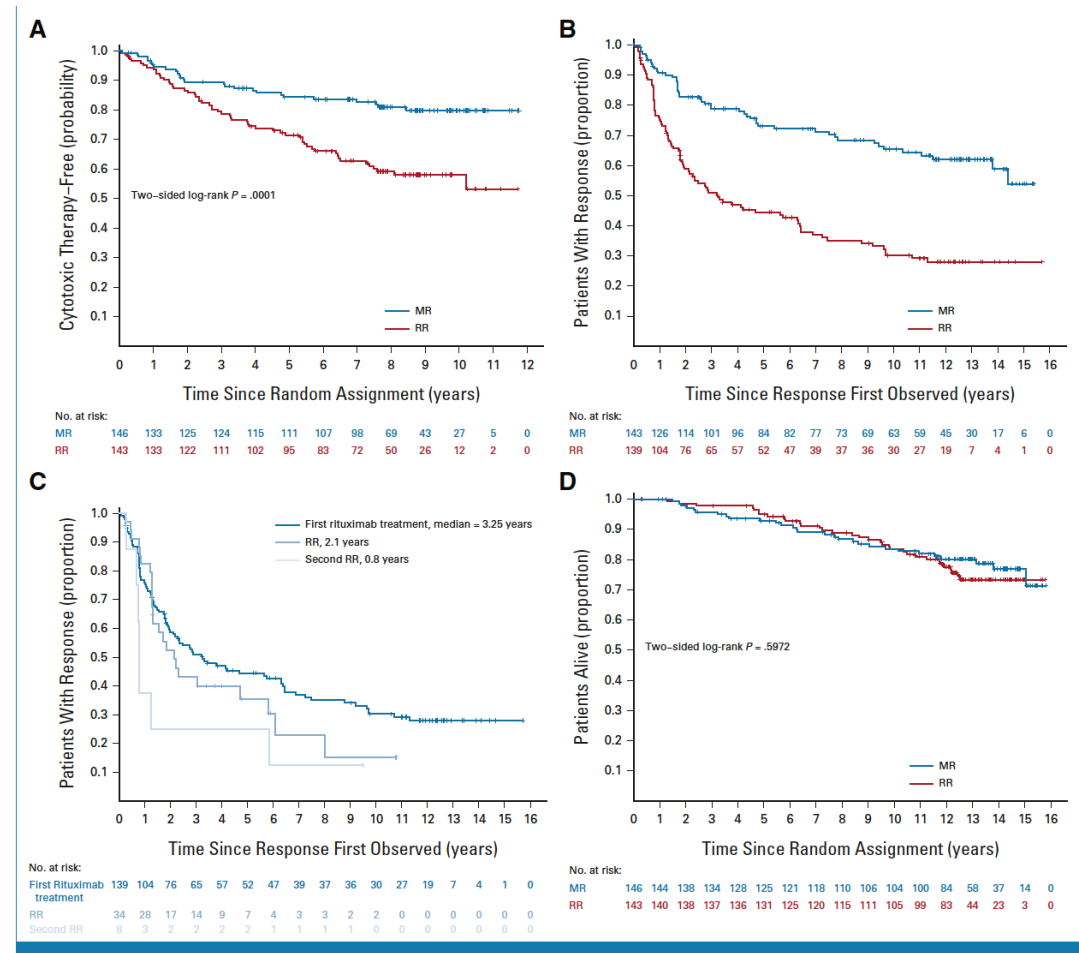 A
Cytotoxic Therapy–Free (probability)
1.0
0.9
0.8
0.7
0.6
0.5
0.4
0.3
0.2
0.1
Two–sided log-rank P = .0001
MR
RR
0 1 2 3 4 5 6 7 8 9 10 11 12
Time Since Random Assignment (years)
No. at risk:
MR 146 133 125 124 115 111 107 98 69 43 27 5 0
RR 143 133 122 111 102 95 83 72 50 26 12 2 0
B
Patients With Response (proportion)
1.0
0.9
0.8
0.7
0.6
0.5
0.4
0.3
0.2
0.1
MR
RR
0 1 2 3 4 5 6 7 8 9 10 11 12 13 14 15 16
Time Since Response First Observed (years)
No. at risk:
MR 143 126 114 101 96 84 82 77 73 69 63 59 45 30 17 6 0
RR 139 104 76 65 57 52 47 39 37 36 30 27 19 7 4 1 0
C
Patients With Response (proportion)
1.0
0.9
0.8
0.7
0.6
0.5
0.4
0.3
0.2
0.1
First rituximab treatment, median = 3.25 years
RR, 2.1 years
Second RR, 0.8 years
0 1 2 3 4 5 6 7 8 9 10 11 12 13 14 15 16
Time Since Response First Observed (years)
No. at risk:
First Rituximab 139 104 76 65 57 52 47 39 37 36 30 27 19 7 4 1 0
treatment
RR 34 28 17 14 9 7 4 3 3 2 2 0 0 0 0 0 0
Second RR 8 3 2 2 2 2 1 1 1 1 0 0 0 0 0 0 0
D
Patients Alive (proportion)
1.0
0.9
0.8
0.7
0.6
0.5
0.4
0.3
0.2
0.1
Two–sided log-rank P = .5972
MR
RR
0 1 2 3 4 5 6 7 8 9 10 11 12 13 14 15 16
Time Since Random Assignment (years)
No. at risk:
MR 146 144 138 134 128 125 121 118 110 106 104 100 84 58 37 14 0
RR 143 140 138 137 136 131 125 120 115 111 105 99 83 44 23 3 0